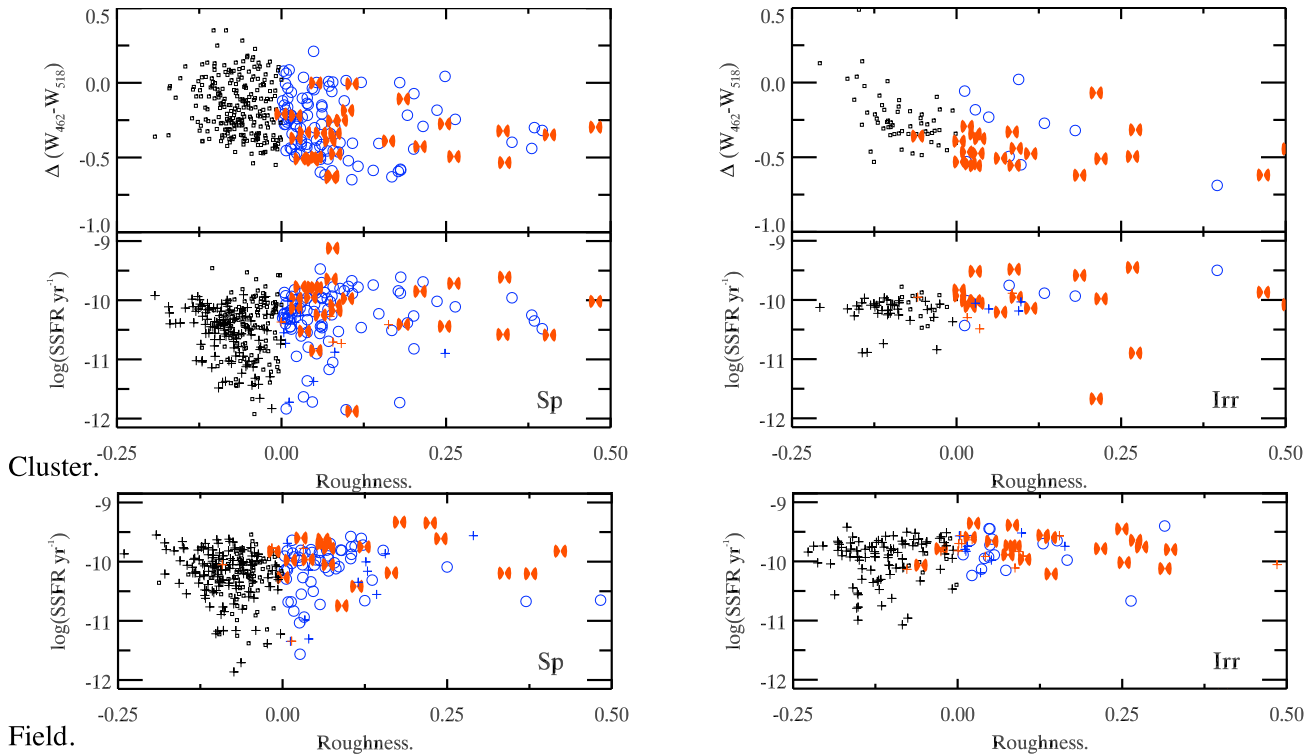 0.5
0.0
-0.5
-1.0
Δ (W462-W518)
-9
-10
-11
-12
log(SSFR yr-1)
Sp
-0.25 0.00 0.25 0.50
Roughness.
0.5
0.0
-0.5
-1.0
Δ (W462-W518)
-9
-10
-11
-12
log(SSFR yr-1)
Irr
-0.25 0.00 0.25 0.50
Roughness.
Cluster.
-9
-10
-11
-12
log(SSFR yr-1)
Sp
-0.25 0.00 0.25 0.50
Roughness.
-9
-10
-11
-12
log(SSFR yr-1)
Irr
-0.25 0.00 0.25 0.50
Roughness.
Field.